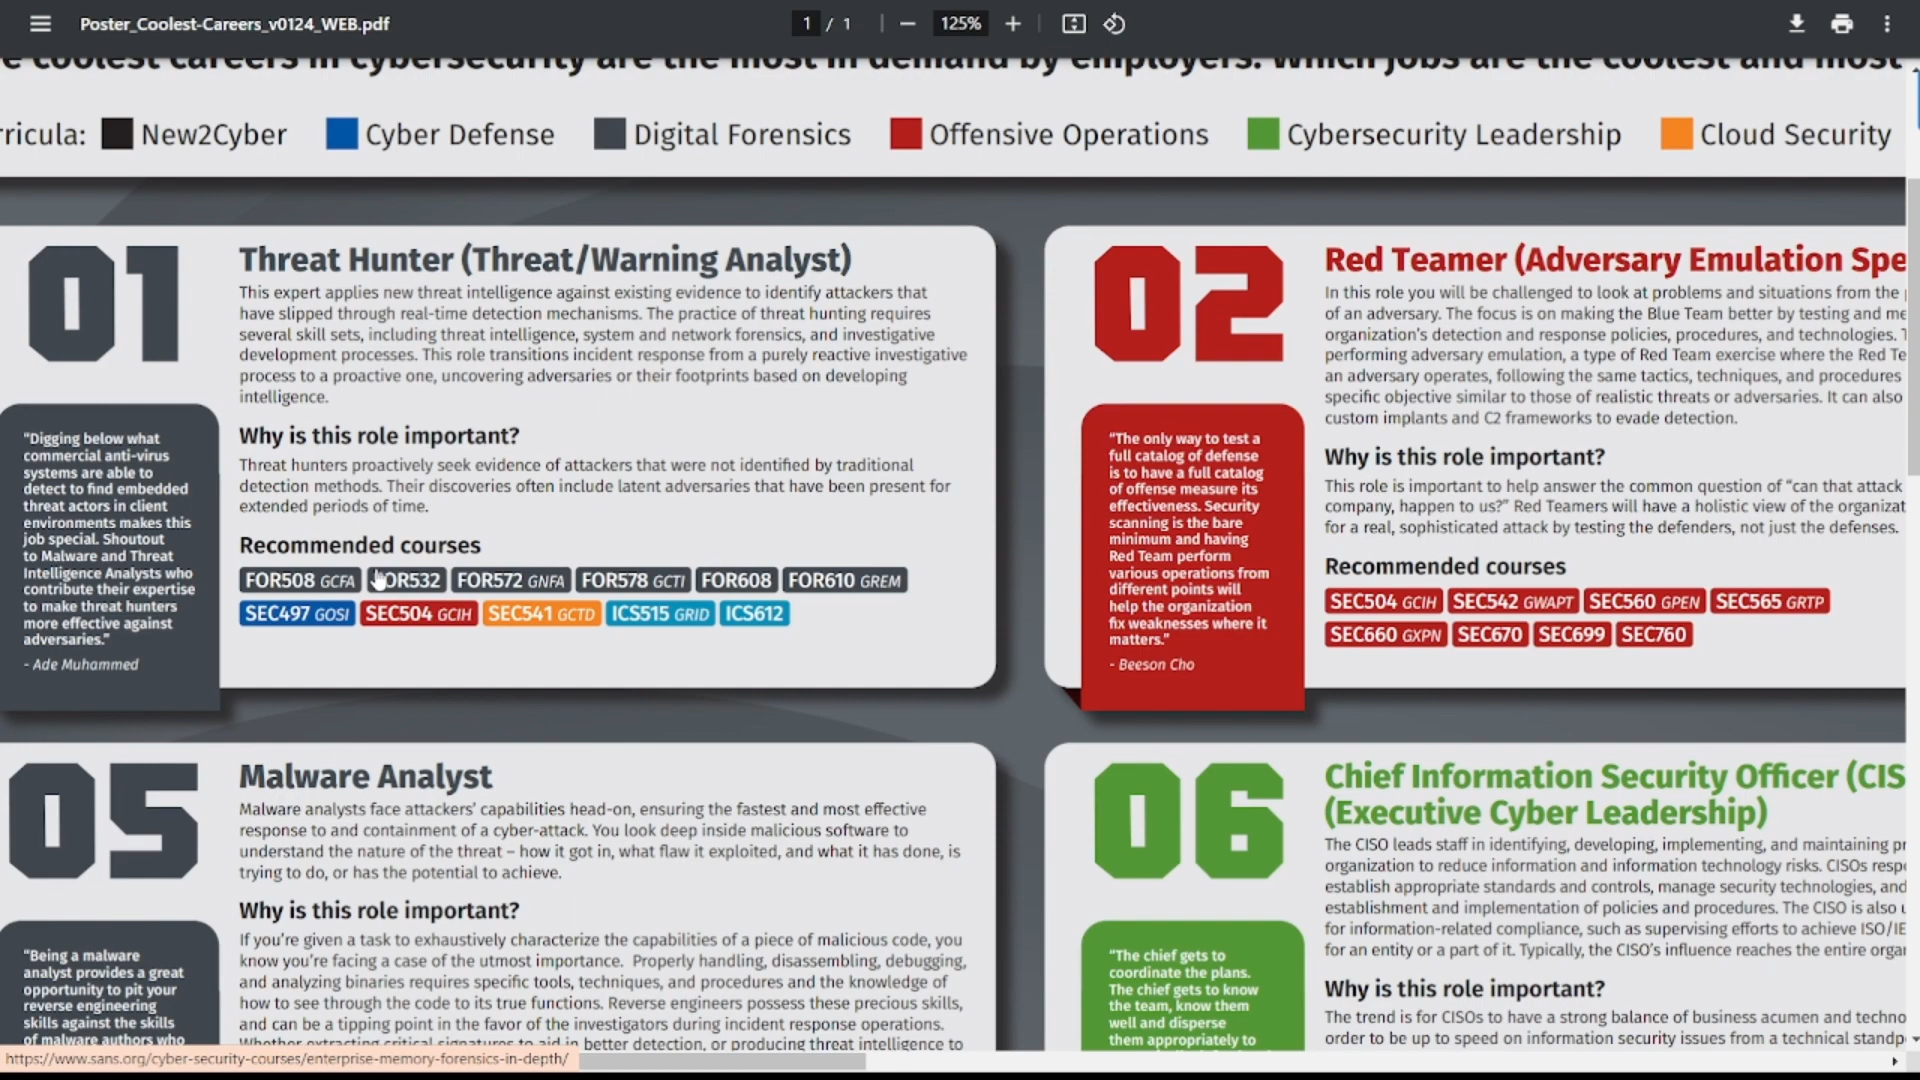 Poster_Coolest-Careers_v0124_WEB.pdf
1 / 1
125%
e coolest careers in cybersecurity are the most in demand by employers. Which jobs are the coolest and most
rricula: New2Cyber Cyber Defense Digital Forensics Offensive Operations Cybersecurity Leadership Cloud Security
01
Threat Hunter (Threat/Warning Analyst)
This expert applies new threat intelligence against existing evidence to identify attackers that
have slipped through real-time detection mechanisms. The practice of threat hunting requires
several skill sets, including threat intelligence, system and network forensics, and investigative
development processes. This role transitions incident response from a purely reactive investigative
process to a proactive one, uncovering adversaries or their footprints based on developing
intelligence.
Why is this role important?
Threat hunters proactively seek evidence of attackers that were not identified by traditional
detection methods. Their discoveries often include latent adversaries that have been present for
extended periods of time.
Recommended courses
FOR508 GCFA FOR532 FOR572 GNFA FOR578 GCTI FOR608 FOR610 GREM
SEC497 GOSI SEC504 GCIH SEC541 GCTD ICS515 GRID ICS612
"Digging below what
commercial anti-virus
systems are able to
detect to find embedded
threat actors in client
environments makes this
job special. Shoutout
to Malware and Threat
Intelligence Analysts who
contribute their expertise
to make threat hunters
more effective against
adversaries."
- Ade Muhammed
02
Red Teamer (Adversary Emulation Spe
In this role you will be challenged to look at problems and situations from the
of an adversary. The focus is on making the Blue Team better by testing and me
organization's detection and response policies, procedures, and technologies. T
performing adversary emulation, a type of Red Team exercise where the Red Te
an adversary operates, following the same tactics, techniques, and procedures
specific objective similar to those of realistic threats or adversaries. It can also
custom implants and C2 frameworks to evade detection.
Why is this role important?
This role is important to help answer the common question of "can that attack
company, happen to us?" Red Teamers will have a holistic view of the organizat
for a real, sophisticated attack by testing the defenders, not just the defenses.
Recommended courses
SEC504 GCIH SEC542 GWAPT SEC560 GPEN SEC565 GRTP
SEC660 GXPN SEC670 SEC699 SEC760
"The only way to test a
full catalog of defense
is to have a full catalog
of offense measure its
effectiveness. Security
scanning is the bare
minimum and having
Red Team perform
various operations from
different points will
help the organization
fix weaknesses where it
matters."
- Beeson Cho
05
Malware Analyst
Malware analysts face attackers' capabilities head-on, ensuring the fastest and most effective
response to and containment of a cyber-attack. You look deep inside malicious software to
understand the nature of the threat – how it got in, what flaw it exploited, and what it has done, is
trying to do, or has the potential to achieve.
Why is this role important?
If you're given a task to exhaustively characterize the capabilities of a piece of malicious code, you
know you're facing a case of the utmost importance. Properly handling, disassembling, debugging,
and analyzing binaries requires specific tools, techniques, and procedures and the knowledge of
how to see through the code to its true functions. Reverse engineers possess these precious skills,
and can be a tipping point in the favor of the investigators during incident response operations.
Whether extracting critical signatures to aid in better detection, or producing threat intelligence to
"Being a malware
analyst provides a great
opportunity to pit your
reverse engineering
skills against the skills
of malware authors who
06
Chief Information Security Officer (CIS
(Executive Cyber Leadership)
The CISO leads staff in identifying, developing, implementing, and maintaining pr
organization to reduce information and information technology risks. CISOs resp
establish appropriate standards and controls, manage security technologies, and
establishment and implementation of policies and procedures. The CISO is also u
for information-related compliance, such as supervising efforts to achieve ISO/IE
for an entity or a part of it. Typically, the CISO's influence reaches the entire orga
Why is this role important?
The trend is for CISOs to have a strong balance of business acumen and techno
order to be up to speed on information security issues from a technical standp
"The chief gets to
coordinate the plans.
The chief gets to know
the team, know them
well and disperse
them appropriately to
https://www.sans.org/cyber-security-courses/enterprise-memory-forensics-in-depth/